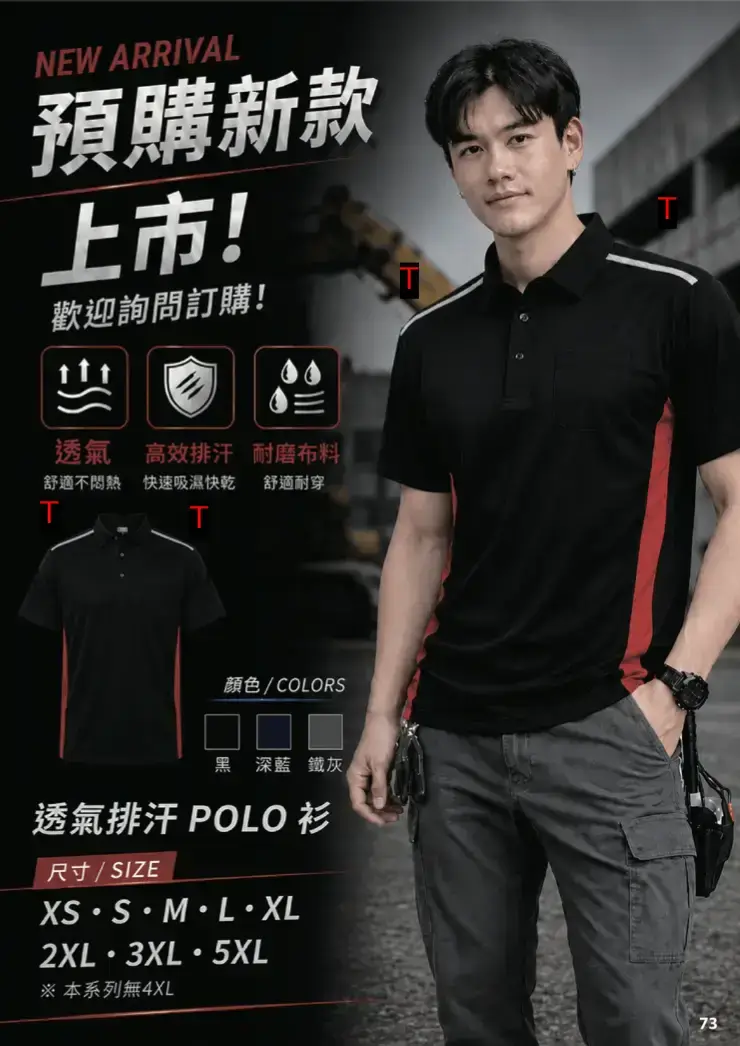 NEW ARRIVAL
預購新款
上市!
歡迎詢問訂購!
透氣 高效排汗 耐磨布料
舒適不悶熱 快速吸濕快乾 舒適耐穿
T
T
T T
顏色 / COLORS
黑 深藍 鐵灰
透氣排汗 POLO 衫
尺寸 / SIZE
XS・S・M・L・XL
2XL・3XL・5XL
※ 本系列無4XL
73